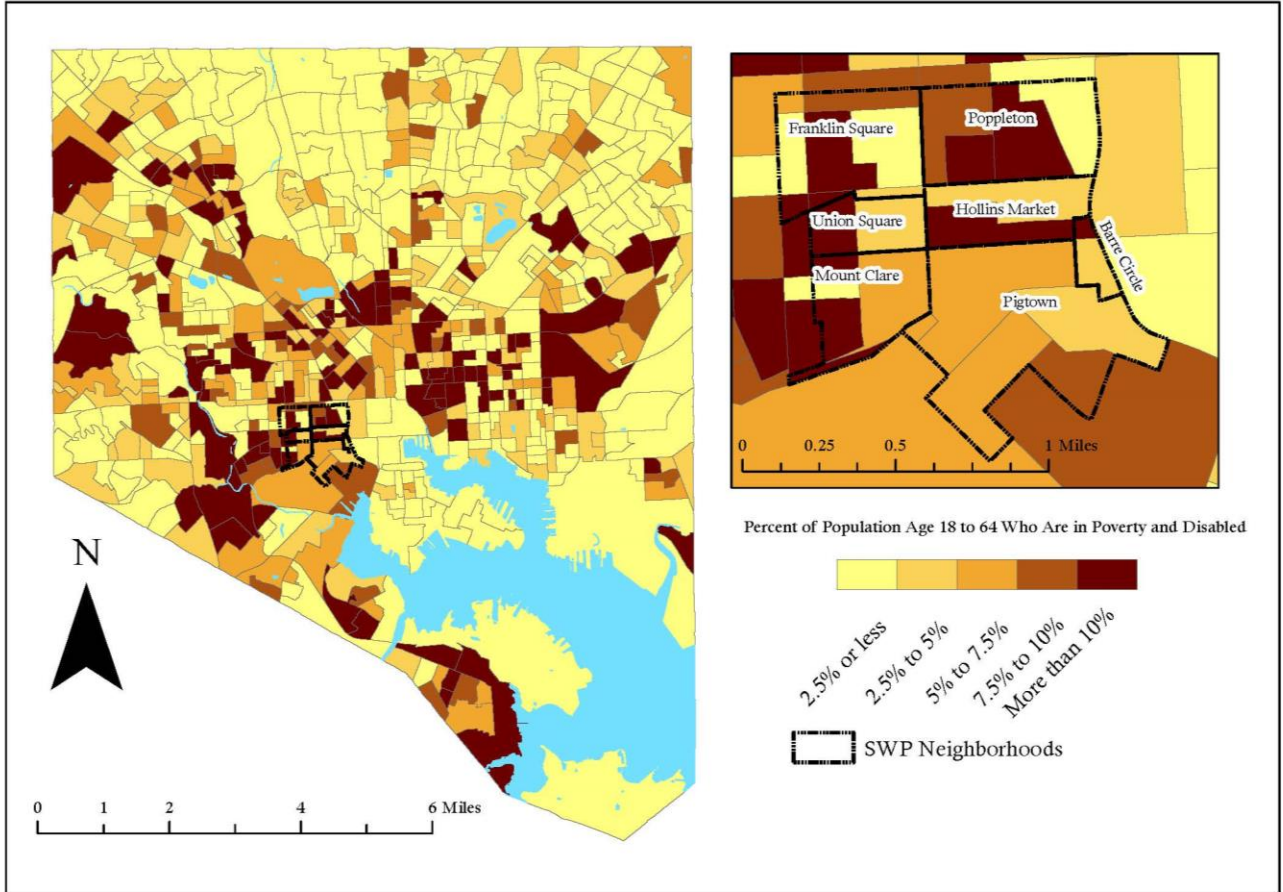 Franklin Square
Poppleton
Union Square
Hollins Market
Barre Circle
Mount Clare
Pigtown
0 0.25 0.5 1 Miles
Percent of Population Age 18 to 64 Who Are in Poverty and Disabled
2.5% or less
2.5% to 5%
5% to 7.5%
7.5% to 10%
More than 10%
SWP Neighborhoods
N
0 1 2 4 6 Miles